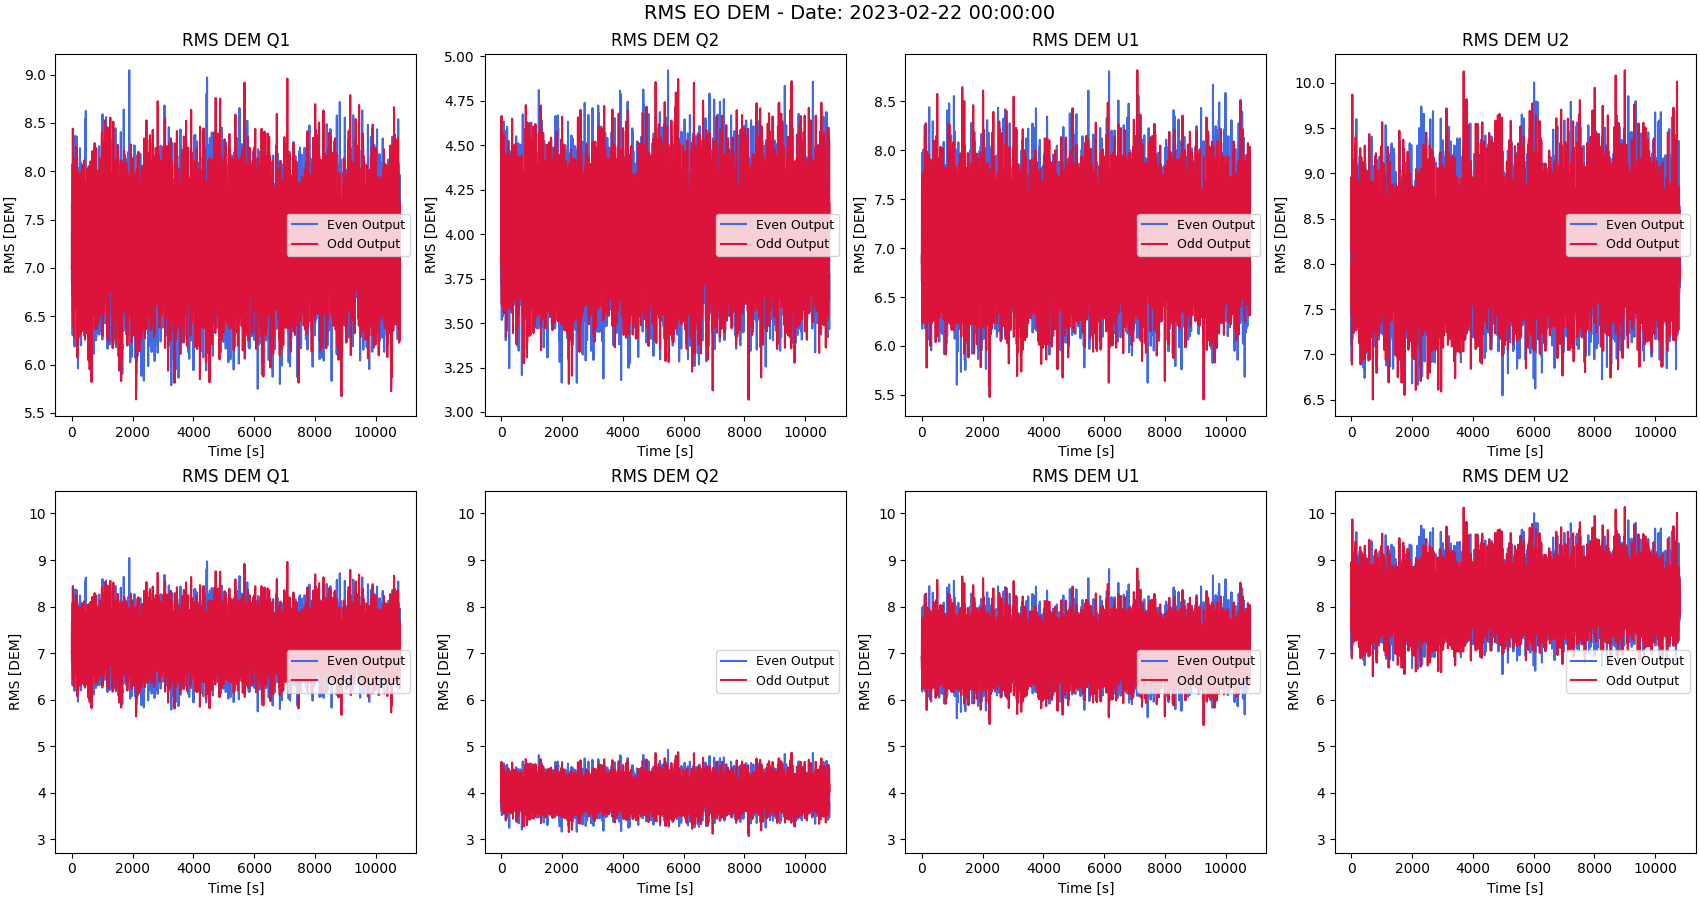 RMS EO DEM - Date: 2023-02-22 00:00:00
RMS DEM Q1
RMS [DEM]
9.0
8.5
8.0
7.5
7.0
6.5
6.0
5.5
Even Output
Odd Output
0 2000 4000 6000 8000 10000
Time [s]
RMS DEM Q2
RMS [DEM]
5.00
4.75
4.50
4.25
4.00
3.75
3.50
3.25
3.00
Even Output
Odd Output
0 2000 4000 6000 8000 10000
Time [s]
RMS DEM U1
RMS [DEM]
8.5
8.0
7.5
7.0
6.5
6.0
5.5
Even Output
Odd Output
0 2000 4000 6000 8000 10000
Time [s]
RMS DEM U2
RMS [DEM]
10.0
9.5
9.0
8.5
8.0
7.5
7.0
6.5
Even Output
Odd Output
0 2000 4000 6000 8000 10000
Time [s]
RMS DEM Q1
RMS [DEM]
10
9
8
7
6
5
4
3
Even Output
Odd Output
0 2000 4000 6000 8000 10000
Time [s]
RMS DEM Q2
RMS [DEM]
10
9
8
7
6
5
4
3
Even Output
Odd Output
0 2000 4000 6000 8000 10000
Time [s]
RMS DEM U1
RMS [DEM]
10
9
8
7
6
5
4
3
Even Output
Odd Output
0 2000 4000 6000 8000 10000
Time [s]
RMS DEM U2
RMS [DEM]
10
9
8
7
6
5
4
3
Even Output
Odd Output
0 2000 4000 6000 8000 10000
Time [s]